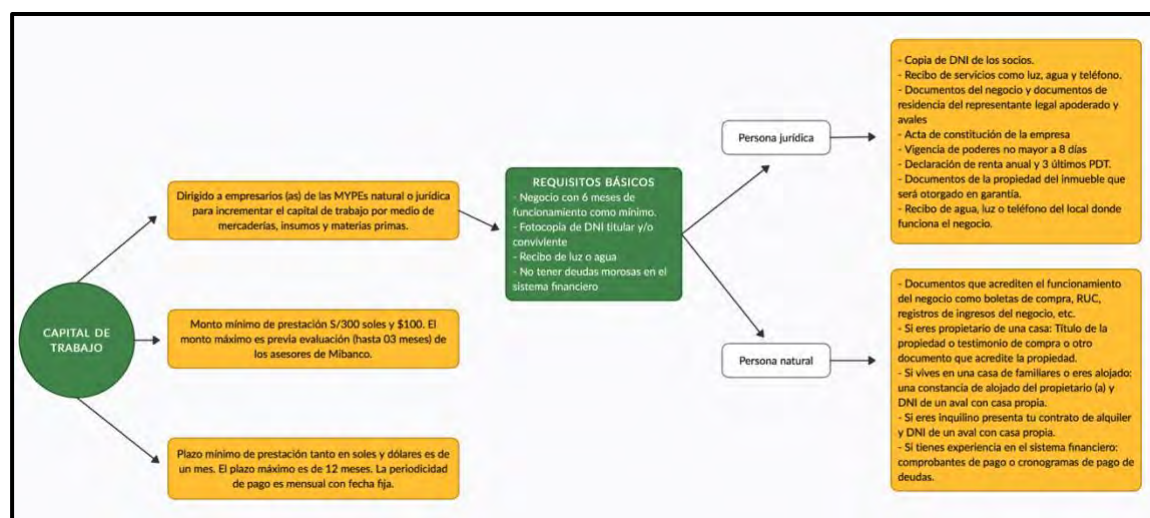 CAPITAL DE
TRABAJO
Dirigido a empresarios (as) de las MYPEs natural o jurídica
para incrementar el capital de trabajo por medio de
mercaderías, insumos y materias primas.
Monto mínimo de prestación S/300 soles y $100. El
monto máximo es previa evaluación (hasta 03 meses) de
los asesores de Mibanco.
Plazo mínimo de prestación tanto en soles y dólares es de
un mes. El plazo máximo es de 12 meses. La periodicidad
de pago es mensual con fecha fija.
REQUISITOS BÁSICOS
- Negocio con 6 meses de
funcionamiento como mínimo.
- Fotocopia de DNI titular y/o
conviviente
- Recibo de luz o agua
- No tener deudas morosas en el
sistema financiero
Persona jurídica
- Copia de DNI de los socios.
- Recibo de servicios como luz, agua y teléfono.
- Documentos del negocio y documentos de
residencia del representante legal apoderado y
avales
- Acta de constitución de la empresa
- Vigencia de poderes no mayor a 8 días
- Declaración de renta anual y 3 últimos PDT.
- Documentos de la propiedad del inmueble que
será otorgado en garantía.
- Recibo de agua, luz o teléfono del local donde
funciona el negocio.
Persona natural
- Documentos que acrediten el funcionamiento
del negocio como boletas de compra, RUC,
registros de ingresos del negocio, etc.
- Si eres propietario de una casa: Título de la
propiedad o testimonio de compra o otro
documento que acredite la propiedad.
- Si vives en una casa de familiares o eres alojado:
una constancia de alojado del propietario (a) y
DNI de un aval con casa propia.
- Si eres inquilino presenta tu contrato de alquiler
y DNI de un aval con casa propia.
- Si tienes experiencia en el sistema financiero:
comprobantes de pago o cronogramas de pago de
deudas.